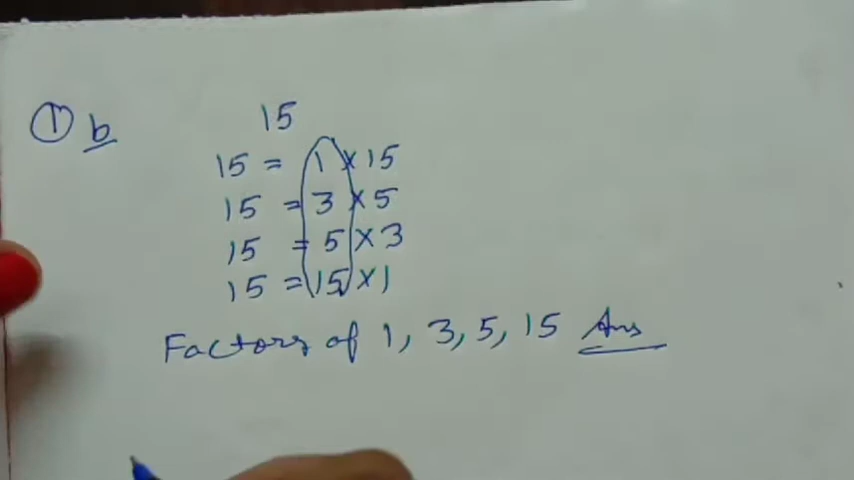 ① b 15
15 = 1 × 15
15 = 3 × 5
15 = 5 × 3
15 = 15 × 1
Factors of 1, 3, 5, 15 Ans